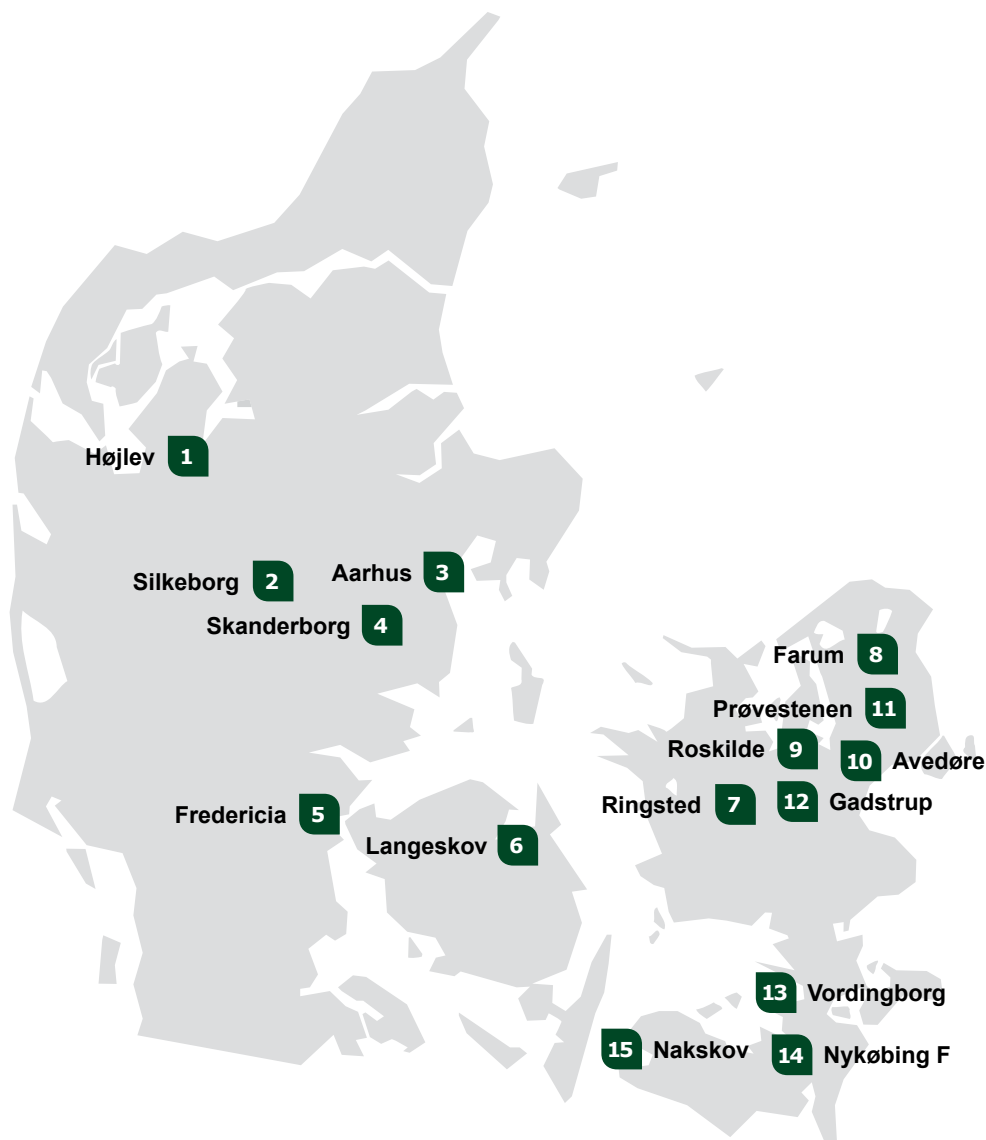 Højlev 1
Silkeborg 2
Aarhus 3
Skanderborg 4
Farum 8
Prøvestenen 11
Roskilde 9
10 Avedøre
Ringsted 7
12 Gadstrup
Fredericia 5
Langeskov 6
13 Vordingborg
15 Nakskov
14 Nykøbing F